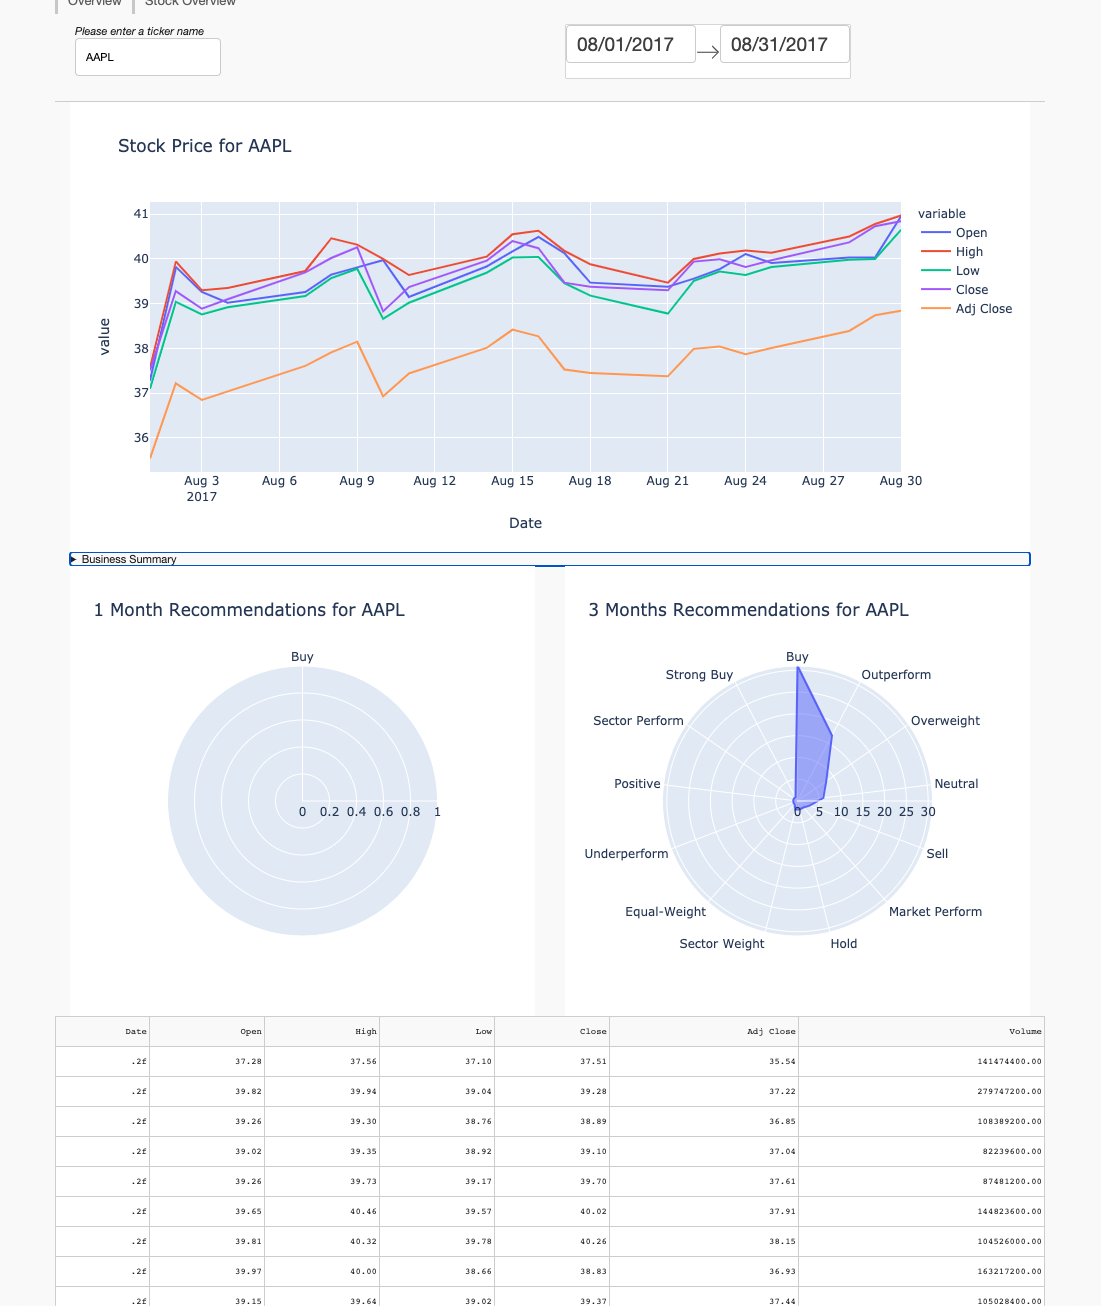 Overview Stock Overview
Please enter a ticker name
AAPL
08/01/2017 → 08/31/2017
Stock Price for AAPL
value
41
40
39
38
37
36
variable
Open
High
Low
Close
Adj Close
Aug 3 Aug 6 Aug 9 Aug 12 Aug 15 Aug 18 Aug 21 Aug 24 Aug 27 Aug 30
2017
Date
Business Summary
1 Month Recommendations for AAPL
Buy
0 0.2 0.4 0.6 0.8 1
3 Months Recommendations for AAPL
Buy
Strong Buy Outperform
Sector Perform Overweight
Positive Neutral
0 5 10 15 20 25 30
Underperform Sell
Equal-Weight Market Perform
Sector Weight Hold
Date Open High Low Close Adj Close Volume
.2f 37.28 37.56 37.10 37.51 35.54 141474400.00
.2f 39.82 39.94 39.04 39.28 37.22 279747200.00
.2f 39.26 39.30 38.76 38.89 36.85 108389200.00
.2f 39.02 39.35 38.92 39.10 37.04 82239600.00
.2f 39.26 39.73 39.17 39.70 37.61 87481200.00
.2f 39.65 40.46 39.57 40.02 37.91 144823600.00
.2f 39.81 40.32 39.78 40.26 38.15 104526000.00
.2f 39.97 40.00 38.66 38.83 36.93 163217200.00
.2f 39.15 39.64 39.02 39.37 37.44 105028400.00